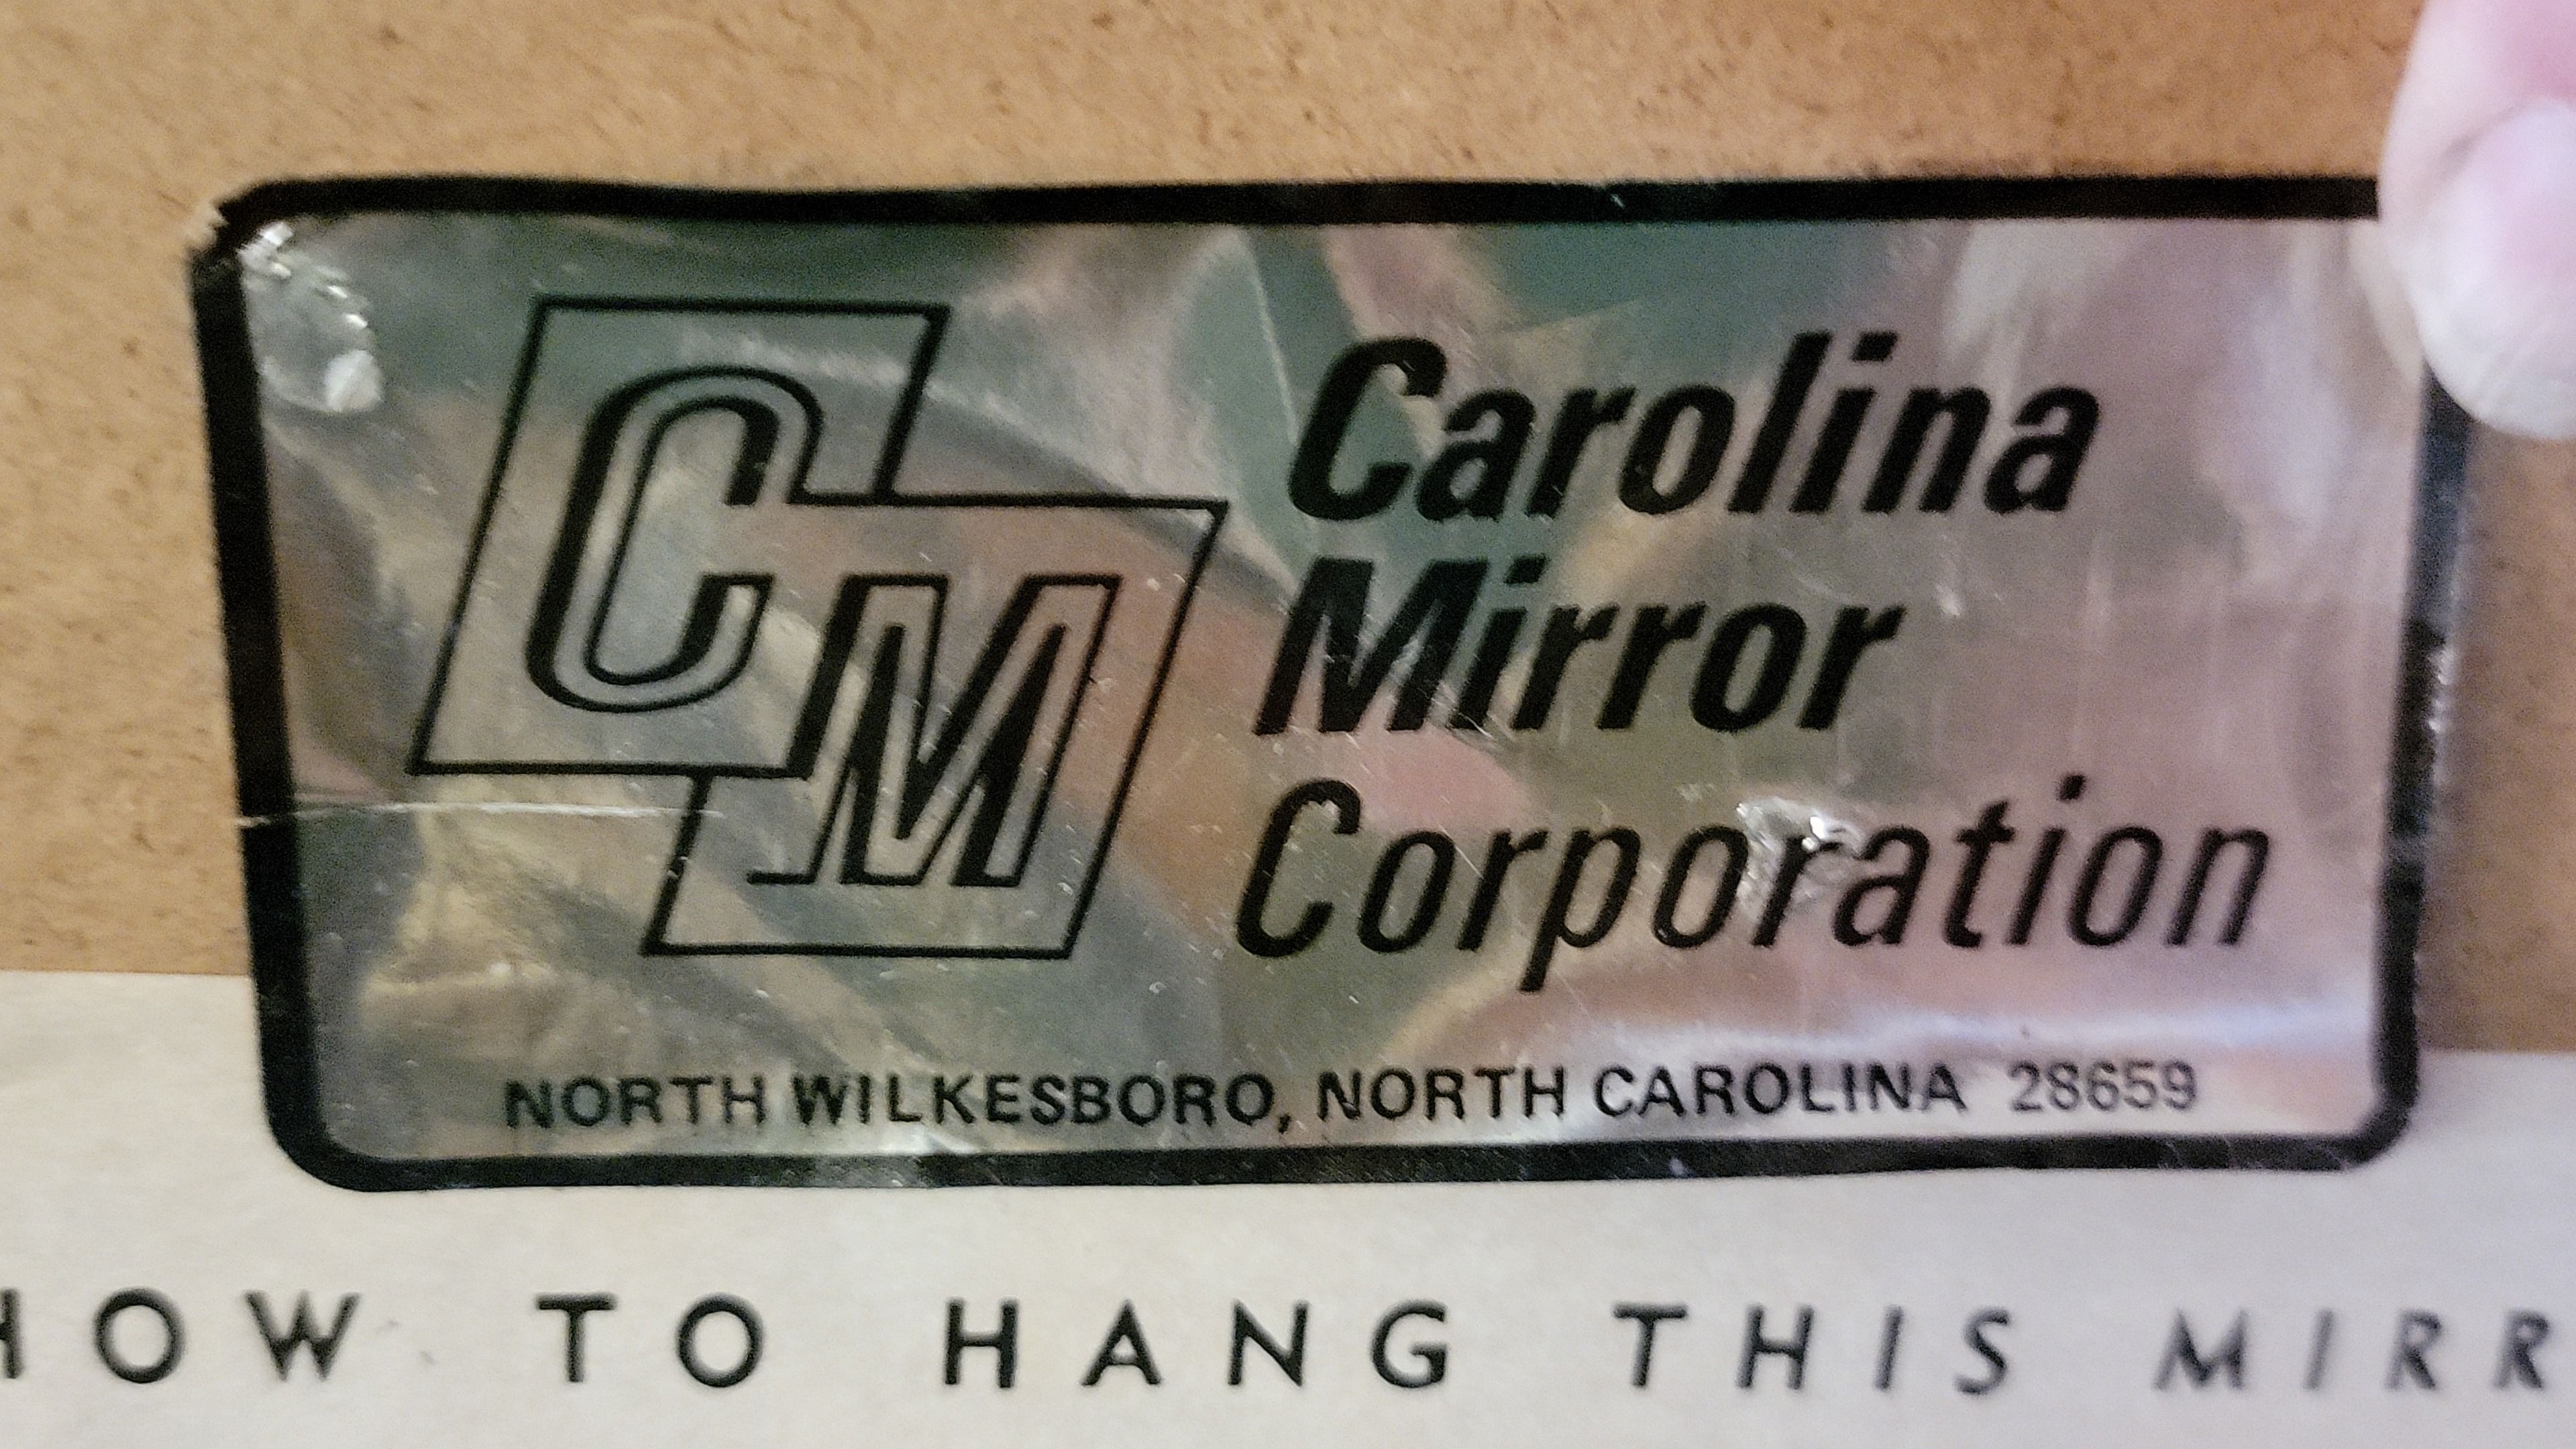 CM
Carolina
Mirror
Corporation
NORTH WILKESBORO, NORTH CAROLINA 28659
HOW TO HANG THIS MIRR